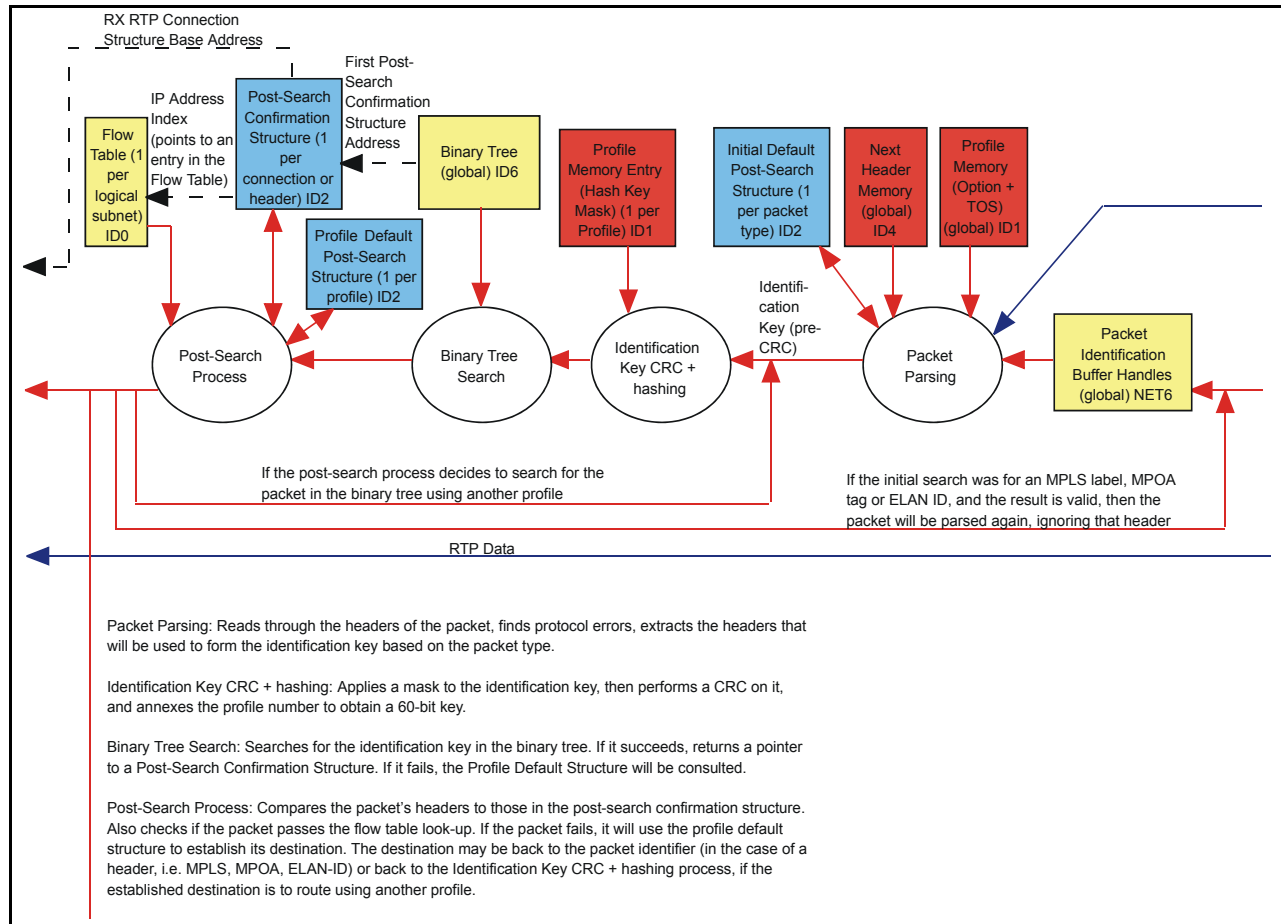 RX RTP Connection
Structure Base Address
First Post-
Search
Confirmation
Structure
Address
IP Address
Index
(points to an
entry in the
Flow Table)
Flow
Table (1
per
logical
subnet)
ID0
Post-Search
Confirmation
Structure (1
per
connection or
header) ID2
Profile Default
Post-Search
Structure (1 per
profile) ID2
Binary Tree
(global) ID6
Profile
Memory Entry
(Hash Key
Mask) (1 per
Profile) ID1
Initial Default
Post-Search
Structure (1
per packet
type) ID2
Next
Header
Memory
(global)
ID4
Profile
Memory
(Option +
TOS)
(global) ID1
Identifi-
cation
Key (pre-
CRC)
Post-Search
Process
Binary Tree
Search
Identification
Key CRC +
hashing
Packet
Parsing
Packet
Identification
Buffer Handles
(global) NET6
If the post-search process decides to search for the
packet in the binary tree using another profile
If the initial search was for an MPLS label, MPOA
tag or ELAN ID, and the result is valid, then the
packet will be parsed again, ignoring that header
RTP Data
Packet Parsing: Reads through the headers of the packet, finds protocol errors, extracts the headers that
will be used to form the identification key based on the packet type.
Identification Key CRC + hashing: Applies a mask to the identification key, then performs a CRC on it,
and annexes the profile number to obtain a 60-bit key.
Binary Tree Search: Searches for the identification key in the binary tree. If it succeeds, returns a pointer
to a Post-Search Confirmation Structure. If it fails, the Profile Default Structure will be consulted.
Post-Search Process: Compares the packet's headers to those in the post-search confirmation structure.
Also checks if the packet passes the flow table look-up. If the packet fails, it will use the profile default
structure to establish its destination. The destination may be back to the packet identifier (in the case of a
header, i.e. MPLS, MPOA, ELAN-ID) or back to the Identification Key CRC + hashing process, if the
established destination is to route using another profile.